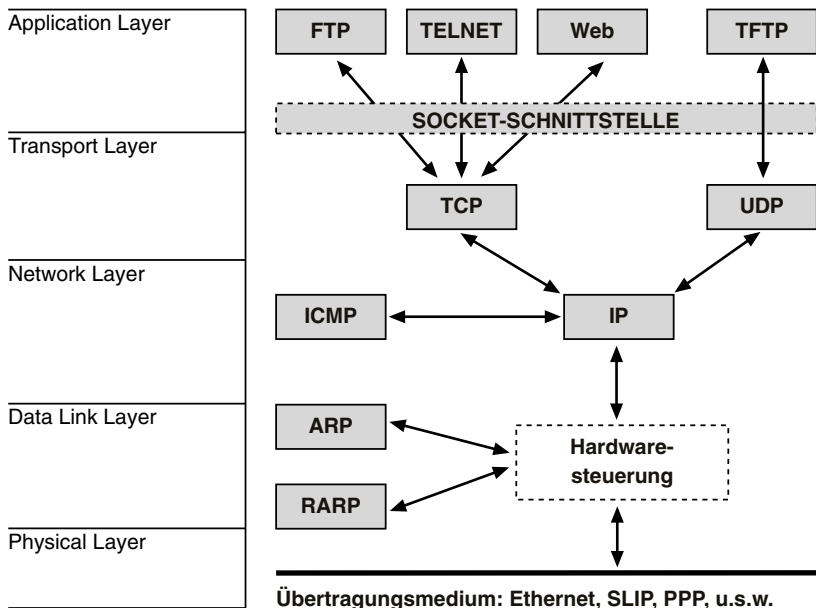 Application Layer
FTP
TELNET
Web
TFTP
SOCKET-SCHNITTSTELLE
Transport Layer
TCP
UDP
Network Layer
ICMP
IP
Data Link Layer
ARP
Hardware-
steuerung
RARP
Physical Layer
Übertragungsmedium: Ethernet, SLIP, PPP, u.s.w.